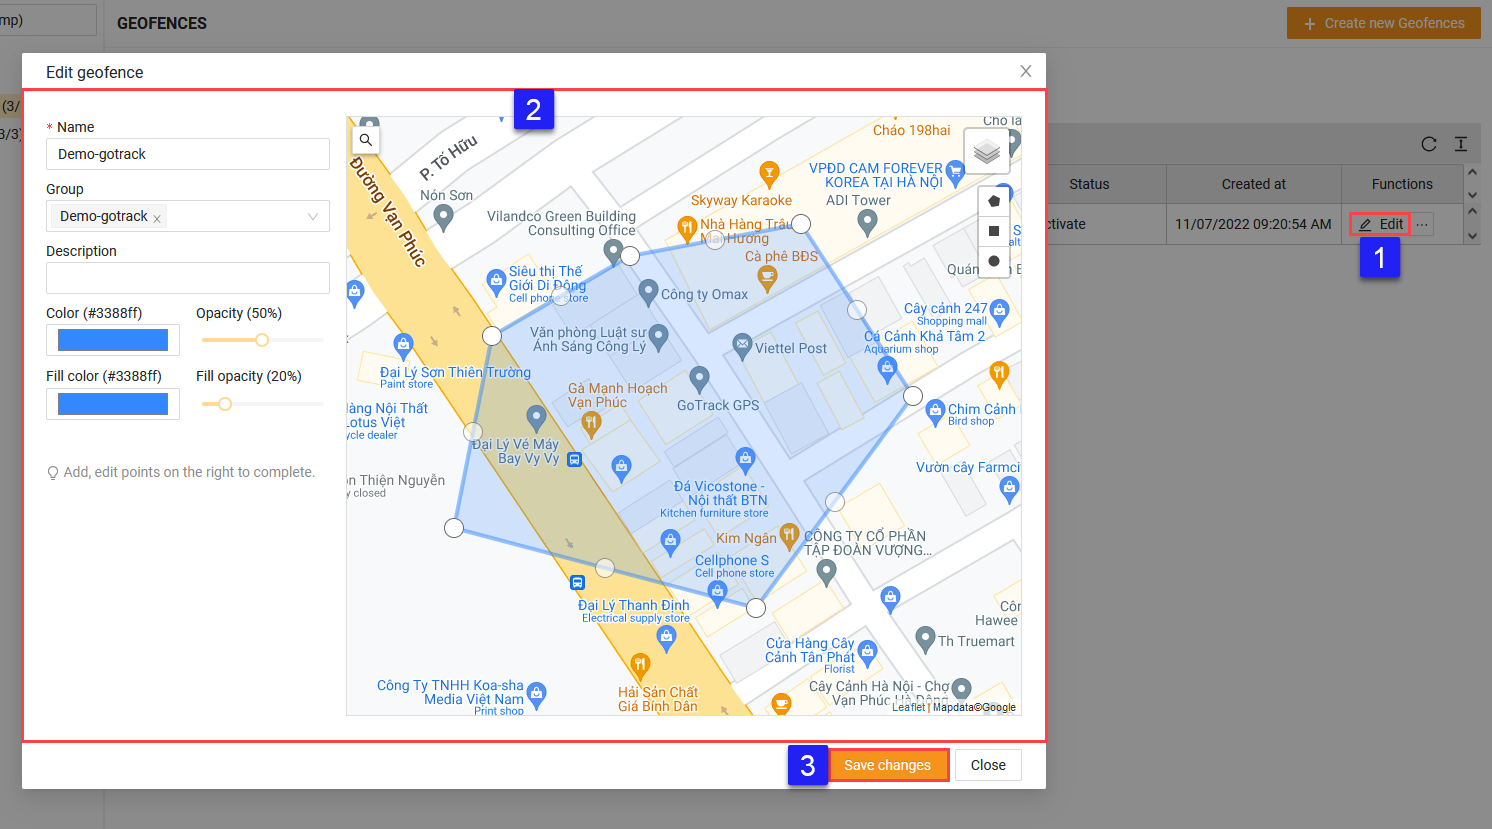 mp)
GEOFENCES
Create new Geofences
Edit geofence
(3/
/3)
2
* Name
Demo-gotrack
Group
Demo-gotrack
Description
Color (#3388ff)
Opacity (50%)
Fill color (#3388ff)
Fill opacity (20%)
Add, edit points on the right to complete.
Cháo 198hai
Đường Vạn Phúc
P. Tố Hữu
Nón Sơn
VPĐD CAM FOREVER
KOREA TẠI HÀ NỘI
ADI Tower
Skyway Karaoke
Vilandco Green Building
Consulting Office
Nhà Hàng Trâu
Mai Hương
Cà phê BĐS
Siêu thị Thế
Giới Di Động
Cell phone store
Công ty Omax
Cây cảnh 247
Shopping mall
Văn phòng Luật sư
Ánh Sáng Công Lý
Viettel Post
Cá Cảnh Khả Tâm 2
Aquarium shop
Đại Lý Sơn Thiên Trường
Paint store
Gà Mạnh Hoạch
Vạn Phúc
GoTrack GPS
àng Nội Thất
Lotus Việt
ycle dealer
Chim Cảnh
Bird shop
Đại Lý Vé Máy
Bay Vy Vy
Vườn cây Farmci
n Thiện Nguyễn
y closed
Đá Vicostone -
Nội thất BTN
Kitchen furniture store
Kim Ngân
CÔNG TY CỔ PHẦN
TẬP ĐOÀN VƯỢNG...
Cellphone S
Cell phone store
Đại Lý Thanh Định
Electrical supply store
Hawee
Th Truemart
Cửa Hàng Cây
Cảnh Tân Phát
Florist
Công Ty TNHH Koa-sha
Media Việt Nam
Print shop
Hải Sản Chất
Giá Bình Dân
Cây Cảnh Hà Nội - Chợ
Vạn Phúc Hà Đông
Leaflet | Mapdata©Google
Status
Created at
Functions
ctivate
11/07/2022 09:20:54 AM
Edit
...
1
3
Save changes
Close